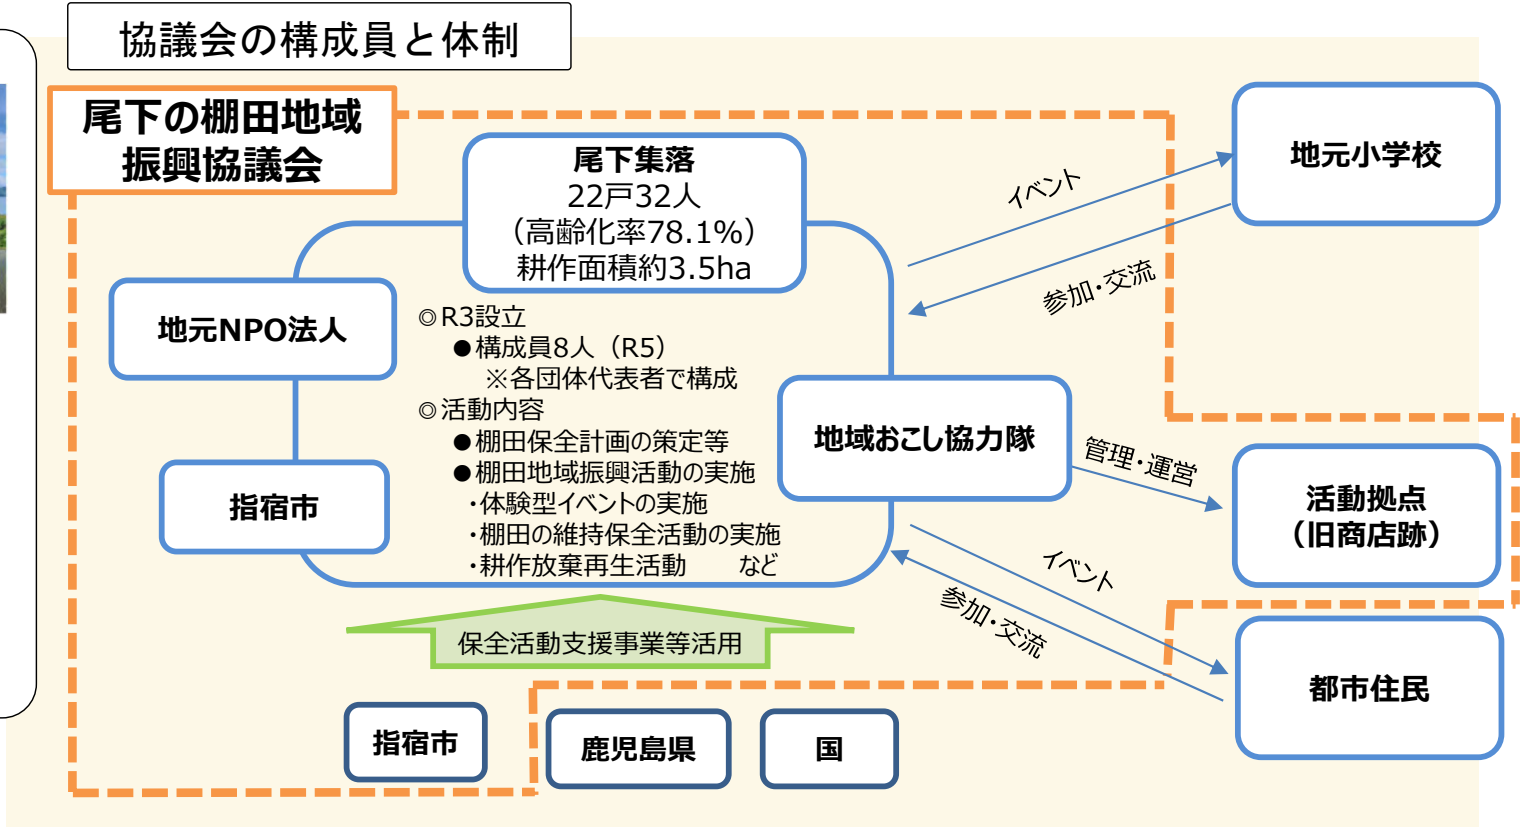 協議会の構成員と体制
尾下の棚田地域
振興協議会
尾下集落
22戸32人
（高齢化率78.1%）
耕作面積約3.5ha
地元NPO法人
指宿市
◎R3設立
●構成員8人（R5）
※各団体代表者で構成
◎活動内容
●棚田保全計画の策定等
●棚田地域振興活動の実施
・体験型イベントの実施
・棚田の維持保全活動の実施
・耕作放棄再生活動　　など
地域おこし協力隊
イベント
参加・交流
地元小学校
管理・運営
活動拠点
（旧商店跡）
イベント
参加・交流
都市住民
保全活動支援事業等活用
指宿市
鹿児島県
国